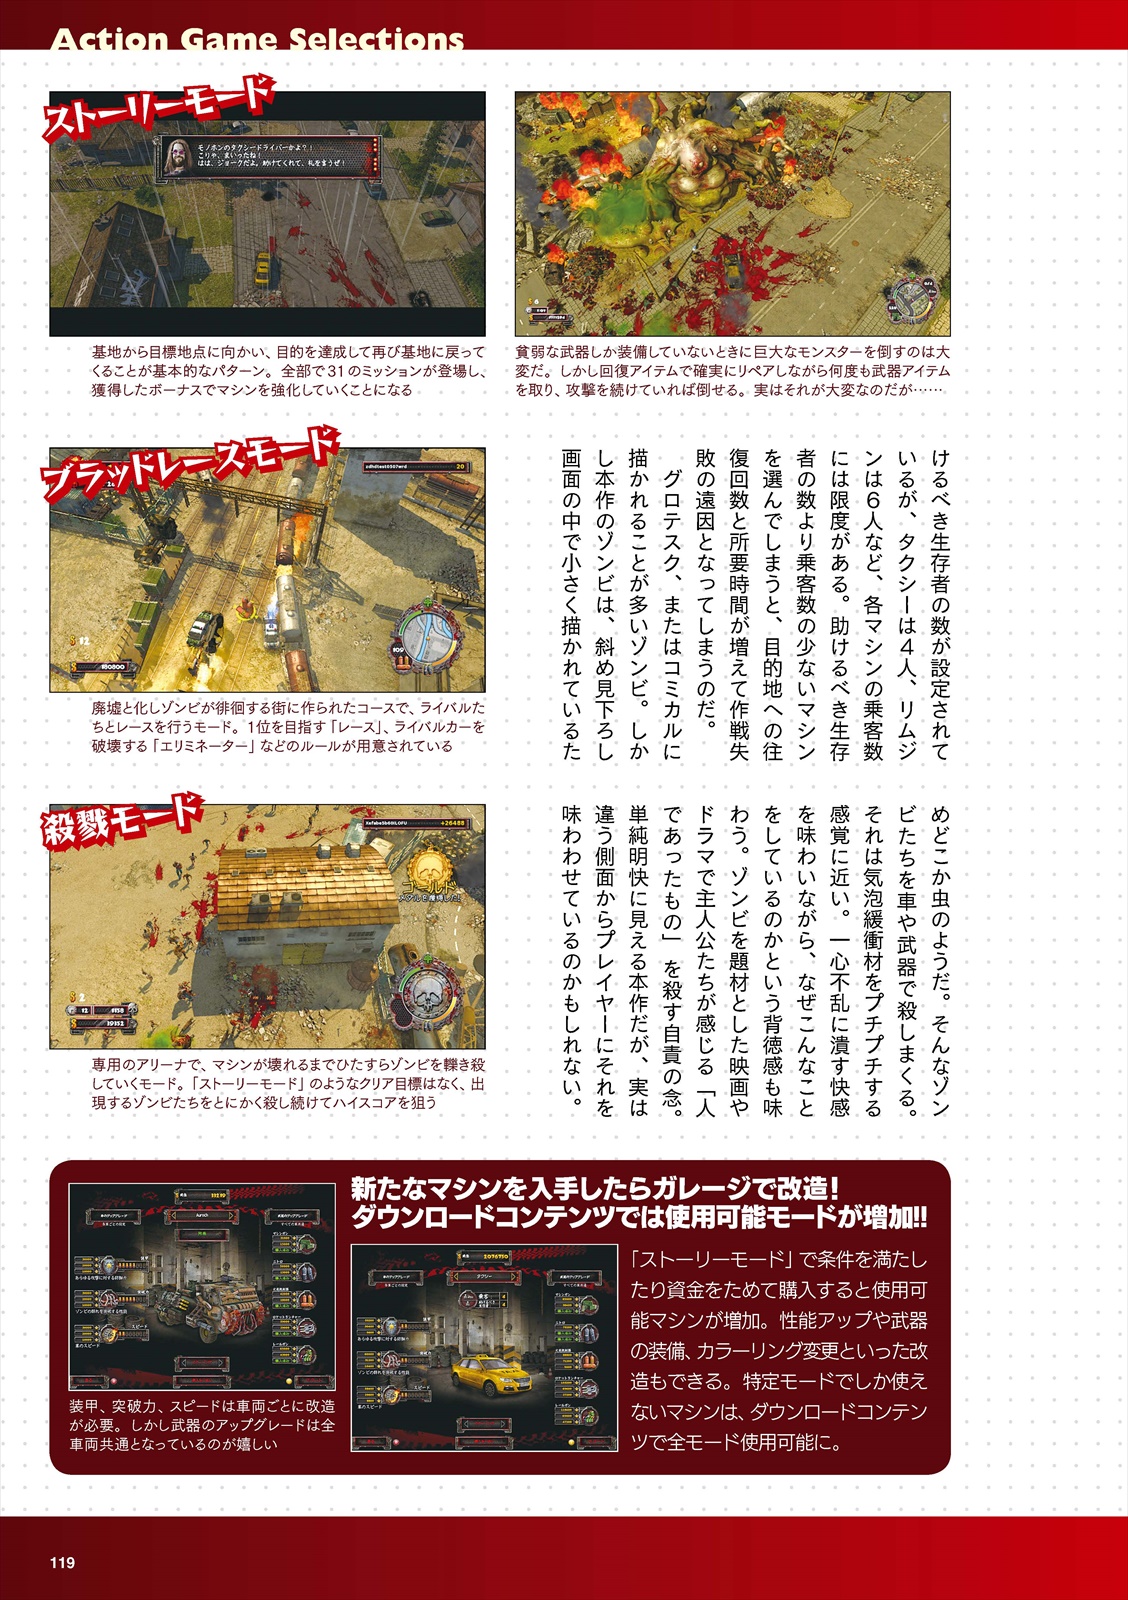 Action Game Selections
ストーリーモード
モノホンのタクシードライバーかよ？！
こりゃ、まいったね！
はは、ジョークだよ。助けてくれて、礼を言うぜ！
基地から目標地点に向かい、目的を達成して再び基地に戻って
くることが基本的なパターン。全部で31のミッションが登場し、
獲得したボーナスでマシンを強化していくことになる
貧弱な武器しか装備していないときに巨大なモンスターを倒すのは大
変だ。しかし回復アイテムで確実にリペアしながら何度も武器アイテム
を取り、攻撃を続けていれば倒せる。実はそれが大変なのだが……
けるべき生存者の数が設定されて
いるが、タクシーは4人、リムジ
ンは6人など、各マシンの乗客数
には限度がある。助けるべき生存
者の数より乗客数の少ないマシン
を選んでしまうと、目的地への往
復回数と所要時間が増えて作戦失
敗の遠因となってしまうのだ。
　グロテスク、またはコミカルに
描かれることが多いゾンビ。しか
し本作のゾンビは、斜め見下ろし
画面の中で小さく描かれているた
ブラッドレースモード
20
12
180800
109
廃墟と化しゾンビが徘徊する街に作られたコースで、ライバルた
ちとレースを行うモード。1位を目指す「レース」、ライバルカーを
破壊する「エリミネーター」などのルールが用意されている
めどこか虫のようだ。そんなゾン
ビたちを車や武器で殺しまくる。
それは気泡緩衝材をプチプチする
感覚に近い。一心不乱に潰す快感
を味わいながら、なぜこんなこと
をしているのかという背徳感も味
わう。ゾンビを題材とした映画や
ドラマで主人公たちが感じる「人
であったもの」を殺す自責の念。
単純明快に見える本作だが、実は
違う側面からプレイヤーにそれを
味わわせているのかもしれない。
殺戮モード
+26488
ゴールド
メダルを獲得した！
2
12
19152
専用のアリーナで、マシンが壊れるまでひたすらゾンビを轢き殺
していくモード。「ストーリーモード」のようなクリア目標はなく、出
現するゾンビたちをとにかく殺し続けてハイスコアを狙う
新たなマシンを入手したらガレージで改造！
ダウンロードコンテンツでは使用可能モードが増加!!
装甲、突破力、スピードは車両ごとに改造
が必要。しかし武器のアップグレードは全
車両共通となっているのが嬉しい
2076750
タクシー
「ストーリーモード」で条件を満たし
たり資金をためて購入すると使用可
能マシンが増加。性能アップや武器
の装備、カラーリング変更といった改
造もできる。特定モードでしか使え
ないマシンは、ダウンロードコンテン
ツで全モード使用可能に。
119